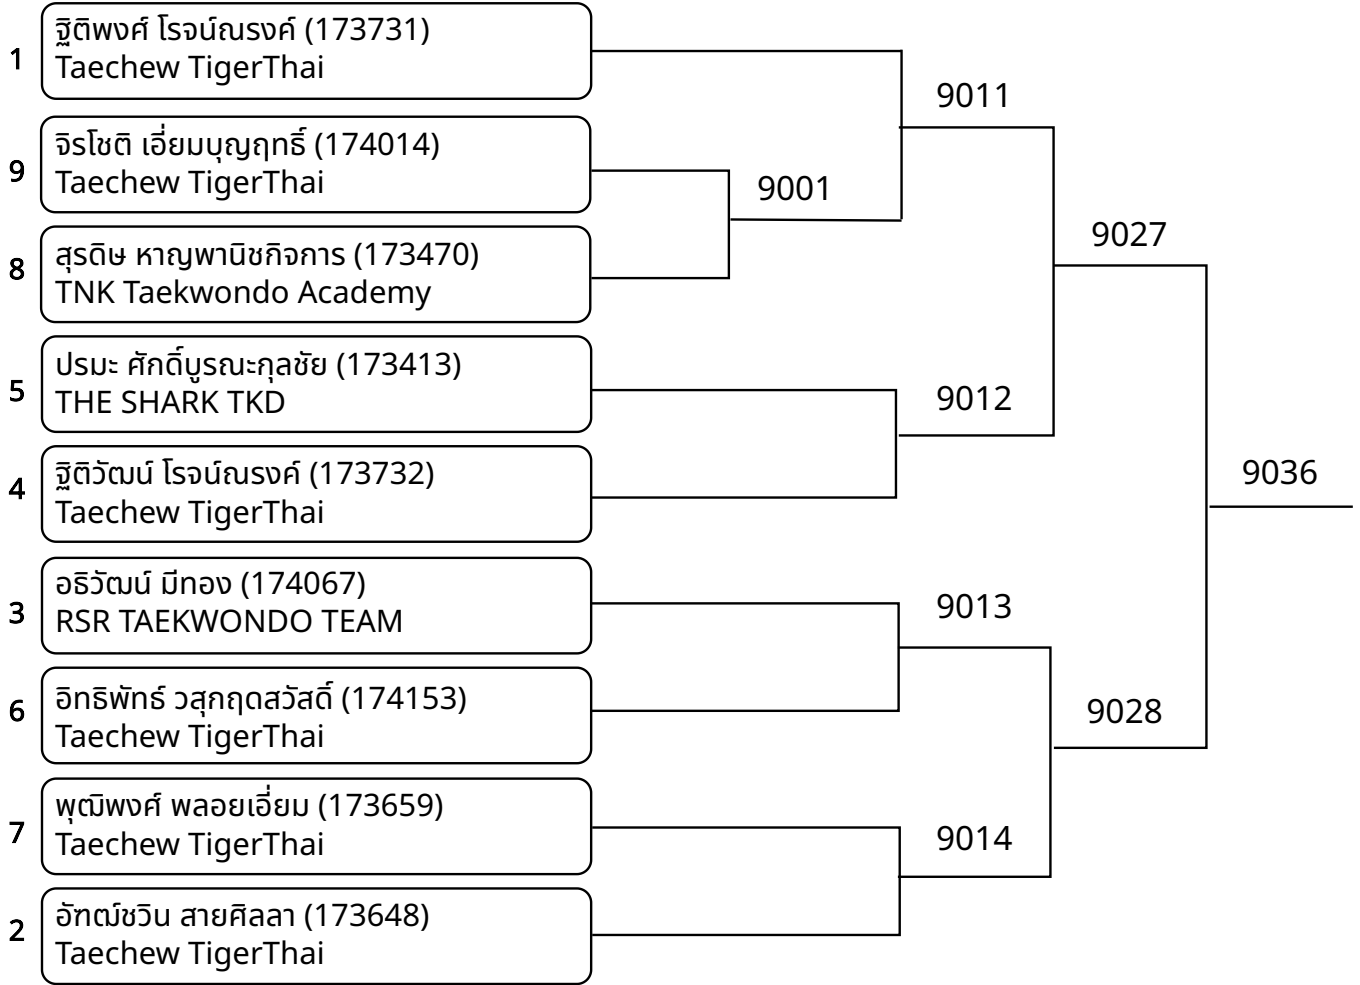 1
ฐิติพงศ์ โรจน์ณรงค์ (173731)
Taechew TigerThai
9011
9
จิรโชติ เอี่ยมบุญฤทธิ์ (174014)
Taechew TigerThai
9001
9027
8
สุรดิษ หาญพานิชกิจการ (173470)
TNK Taekwondo Academy
5
ปรมะ ศักดิ์บูรณะกุลชัย (173413)
THE SHARK TKD
9012
4
ฐิติวัฒน์ โรจน์ณรงค์ (173732)
Taechew TigerThai
9036
3
อธิวัฒน์ มีทอง (174067)
RSR TAEKWONDO TEAM
9013
6
อิทธิพัทธ์ วสุกฤดสวัสดิ์ (174153)
Taechew TigerThai
9028
7
พุฒิพงศ์ พลอยเอี่ยม (173659)
Taechew TigerThai
9014
2
อัฑฒ์ชวิน สายศิลลา (173648)
Taechew TigerThai